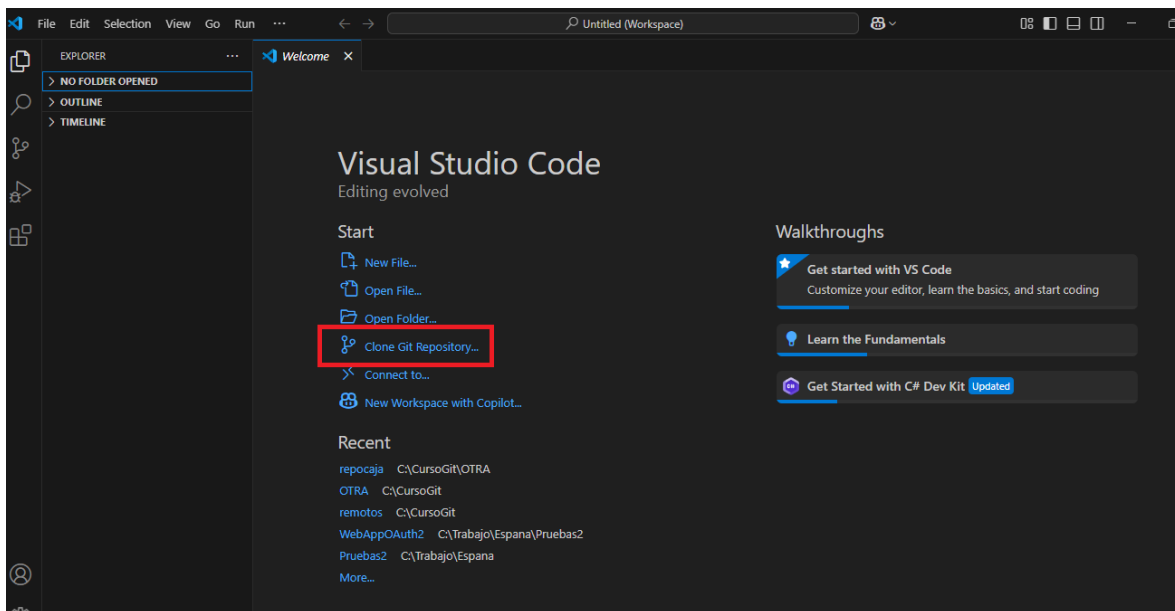 File Edit Selection View Go Run ··· Untitled (Workspace)
EXPLORER ···
NO FOLDER OPENED
OUTLINE
TIMELINE
Welcome
Visual Studio Code
Editing evolved
Start
New File...
Open File...
Open Folder...
Clone Git Repository...
Connect to...
New Workspace with Copilot...
Recent
repocaja C:\CursoGit\OTRA
OTRA C:\CursoGit
remotos C:\CursoGit
WebAppOAuth2 C:\Trabajo\Espana\Pruebas2
Pruebas2 C:\Trabajo\Espana
More...
Walkthroughs
Get started with VS Code
Customize your editor, learn the basics, and start coding
Learn the Fundamentals
Get Started with C# Dev Kit Updated